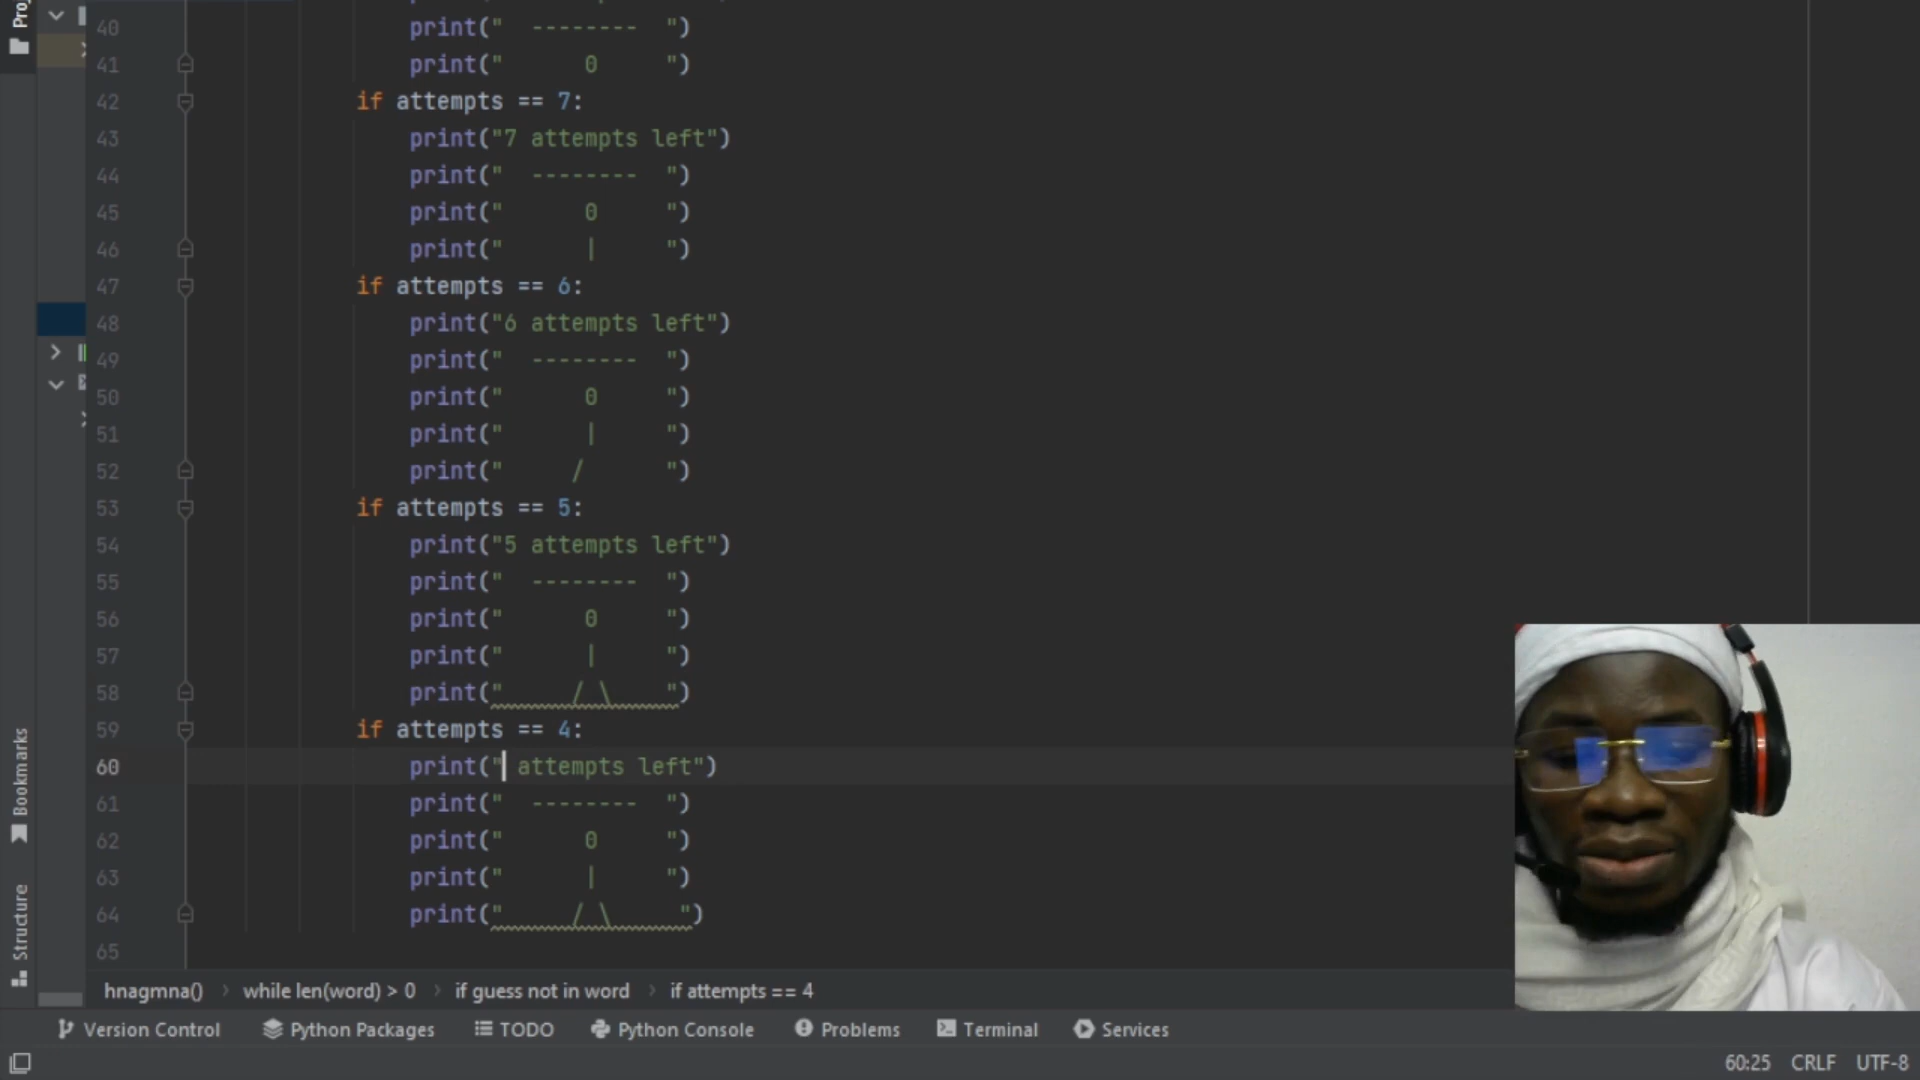 Pro
40 print("  --------  ")
41 print("      0     ")
42 if attempts == 7:
43 print("7 attempts left")
44 print("  --------  ")
45 print("      0     ")
46 print("      |     ")
47 if attempts == 6:
48 print("6 attempts left")
49 print("  --------  ")
50 print("      0     ")
51 print("      |     ")
52 print("     /      ")
53 if attempts == 5:
54 print("5 attempts left")
55 print("  --------  ")
56 print("      0     ")
57 print("      |     ")
58 print("     / \    ")
59 if attempts == 4:
60 print(" attempts left")
61 print("  --------  ")
62 print("      0     ")
63 print("      |     ")
64 print("     / \     ")
65
Bookmarks
Structure
hnagmna() › while len(word) > 0 › if guess not in word › if attempts == 4
Version Control Python Packages TODO Python Console Problems Terminal Services
60:25 CRLF UTF-8